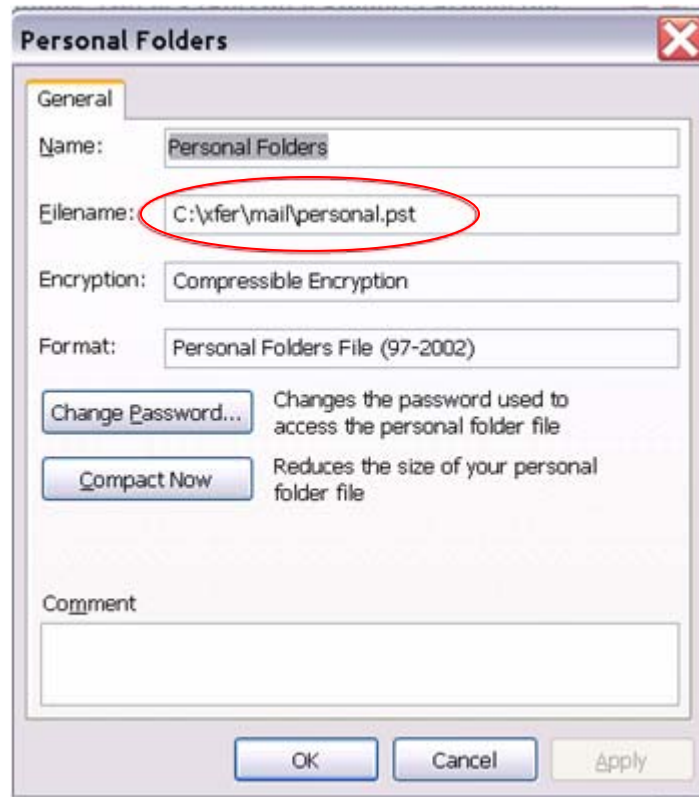 Personal Folders
General
Name: Personal Folders
Filename: C:\xfer\mail\personal.pst
Encryption: Compressible Encryption
Format: Personal Folders File (97-2002)
Change Password... Changes the password used to
access the personal folder file
Compact Now Reduces the size of your personal
folder file
Comment
OK Cancel Apply